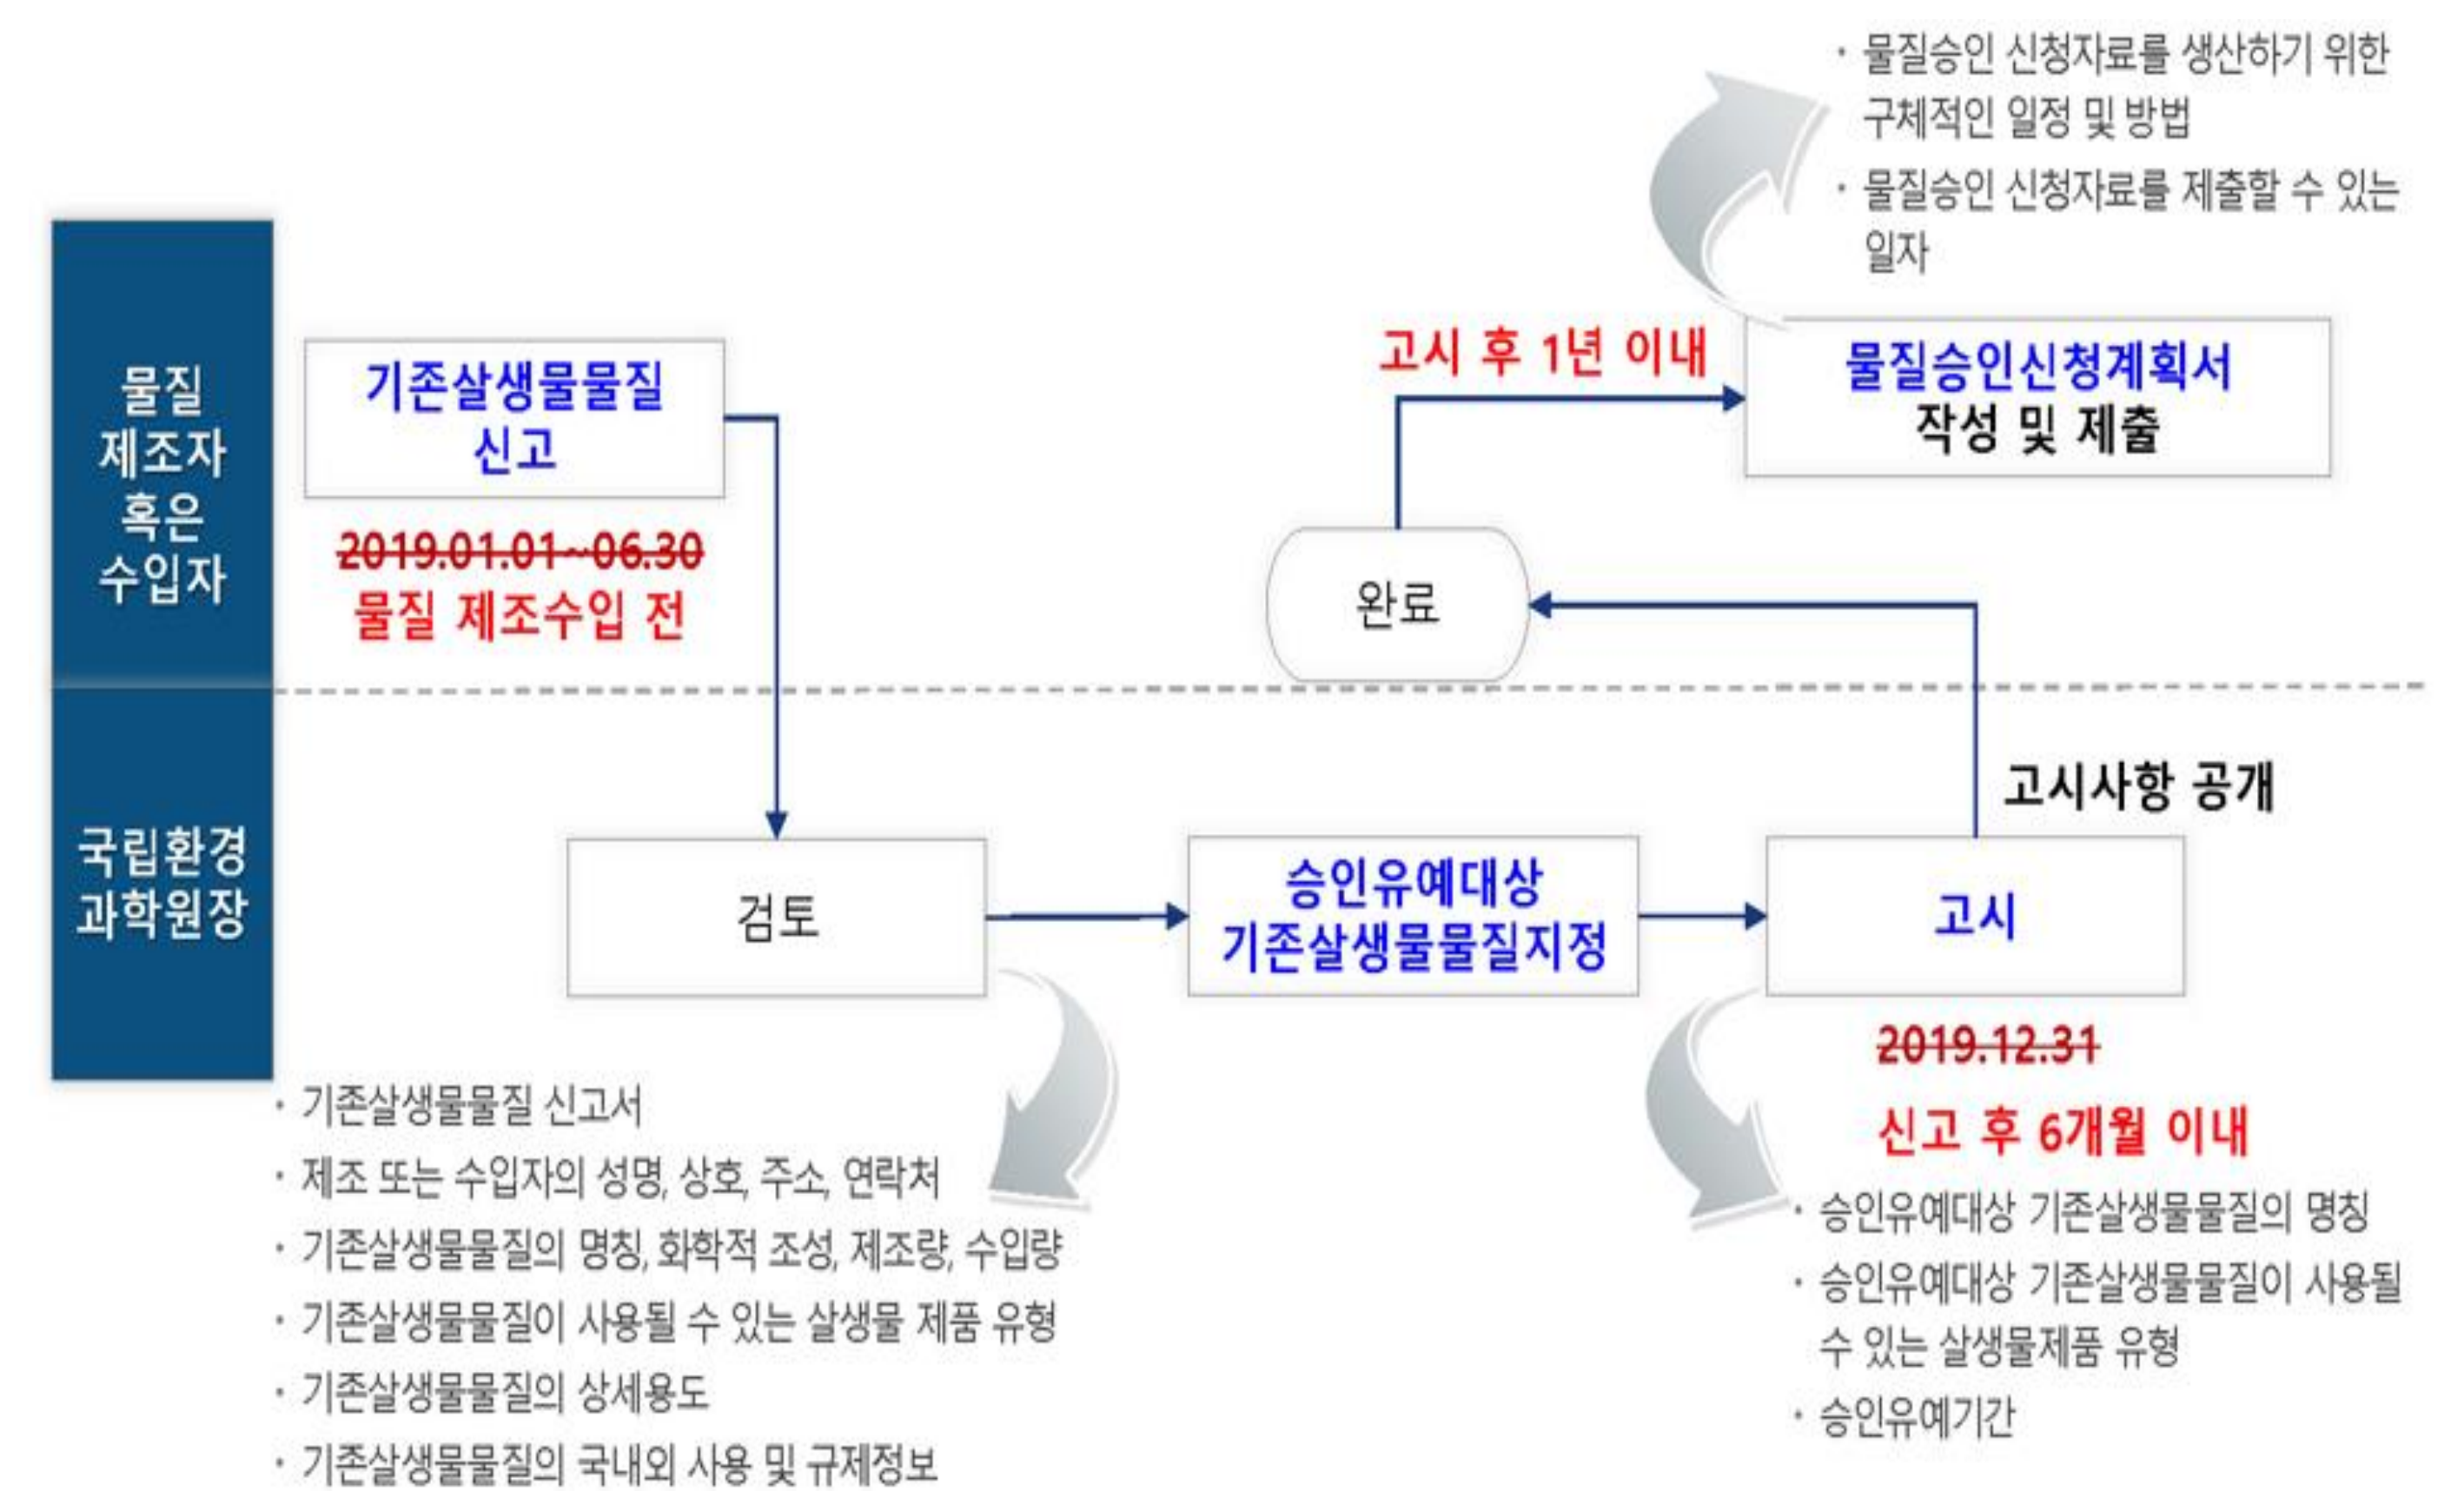 · 물질승인 신청자료를 생산하기 위한
구체적인 일정 및 방법
· 물질승인 신청자료를 제출할 수 있는
일자
물질
제조자
혹은
수입자
기존살생물물질
신고
2019.01.01~06.30
물질 제조수입 전
고시 후 1년 이내
물질승인신청계획서
작성 및 제출
완료
국립환경
과학원장
검토
승인유예대상
기존살생물물질지정
고시사항 공개
고시
2019.12.31
신고 후 6개월 이내
· 기존살생물물질 신고서
· 제조 또는 수입자의 성명, 상호, 주소, 연락처
· 기존살생물물질의 명칭, 화학적 조성, 제조량, 수입량
· 기존살생물물질이 사용될 수 있는 살생물 제품 유형
· 기존살생물물질의 상세용도
· 기존살생물물질의 국내외 사용 및 규제정보
· 승인유예대상 기존살생물물질의 명칭
· 승인유예대상 기존살생물물질이 사용될
수 있는 살생물제품 유형
· 승인유예기간